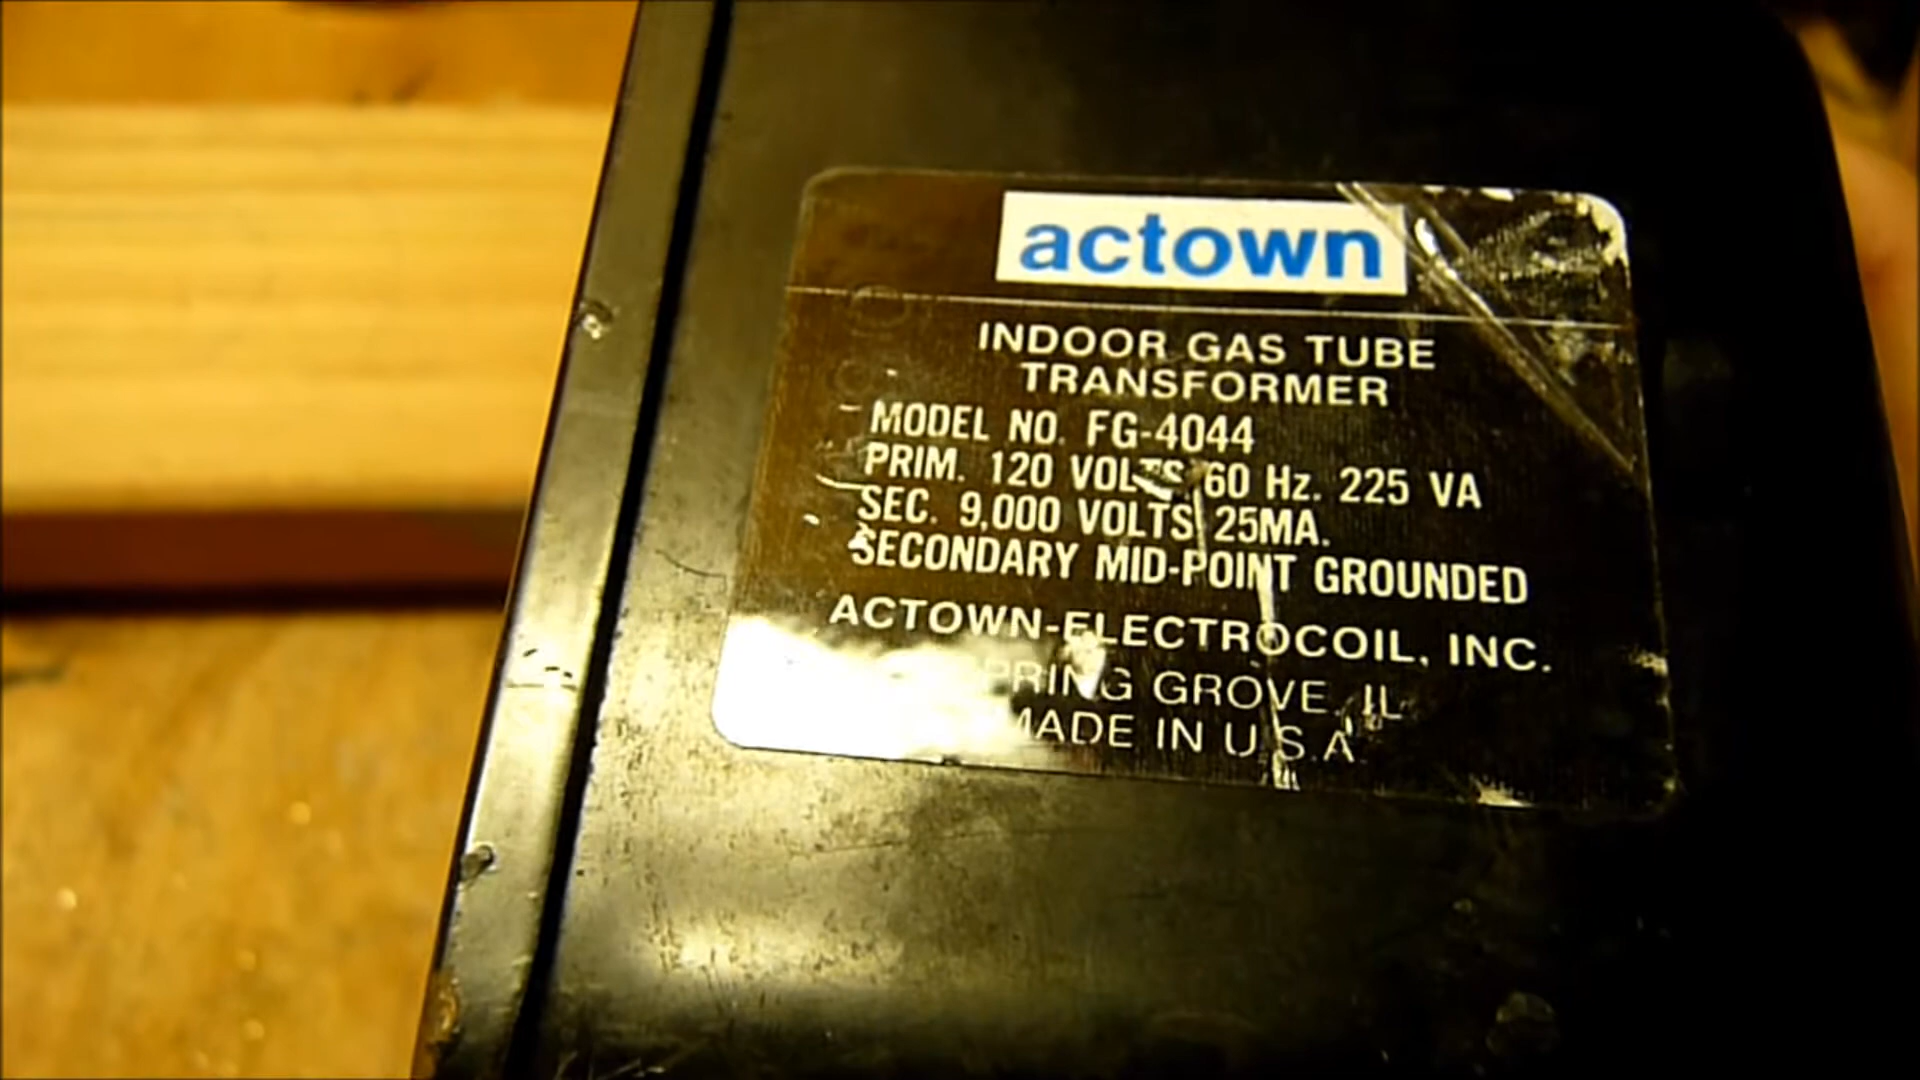 actown
INDOOR GAS TUBE
TRANSFORMER
MODEL NO. FG-4044
PRIM. 120 VOLTS 60 Hz. 225 VA
SEC. 9,000 VOLTS 25MA.
SECONDARY MID-POINT GROUNDED
ACTOWN-ELECTROCOIL, INC.
SPRING GROVE, IL
MADE IN U.S.A.